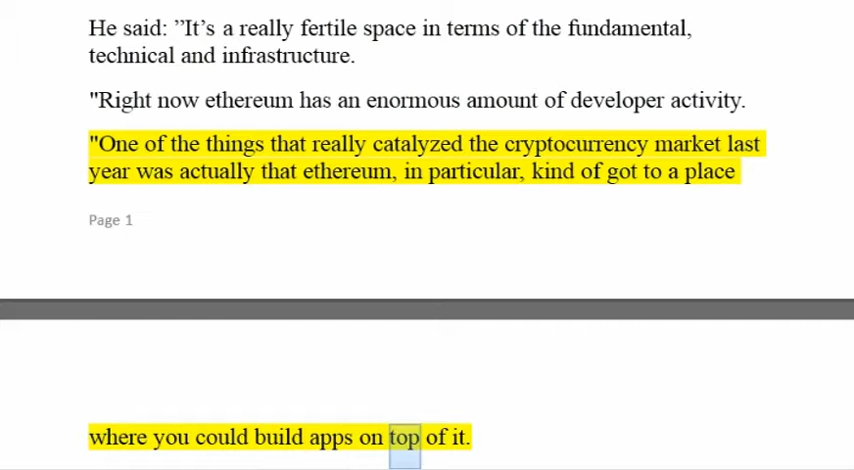 He said: ”It’s a really fertile space in terms of the fundamental,
technical and infrastructure.
"Right now ethereum has an enormous amount of developer activity.
"One of the things that really catalyzed the cryptocurrency market last
year was actually that ethereum, in particular, kind of got to a place
Page 1
where you could build apps on top of it.